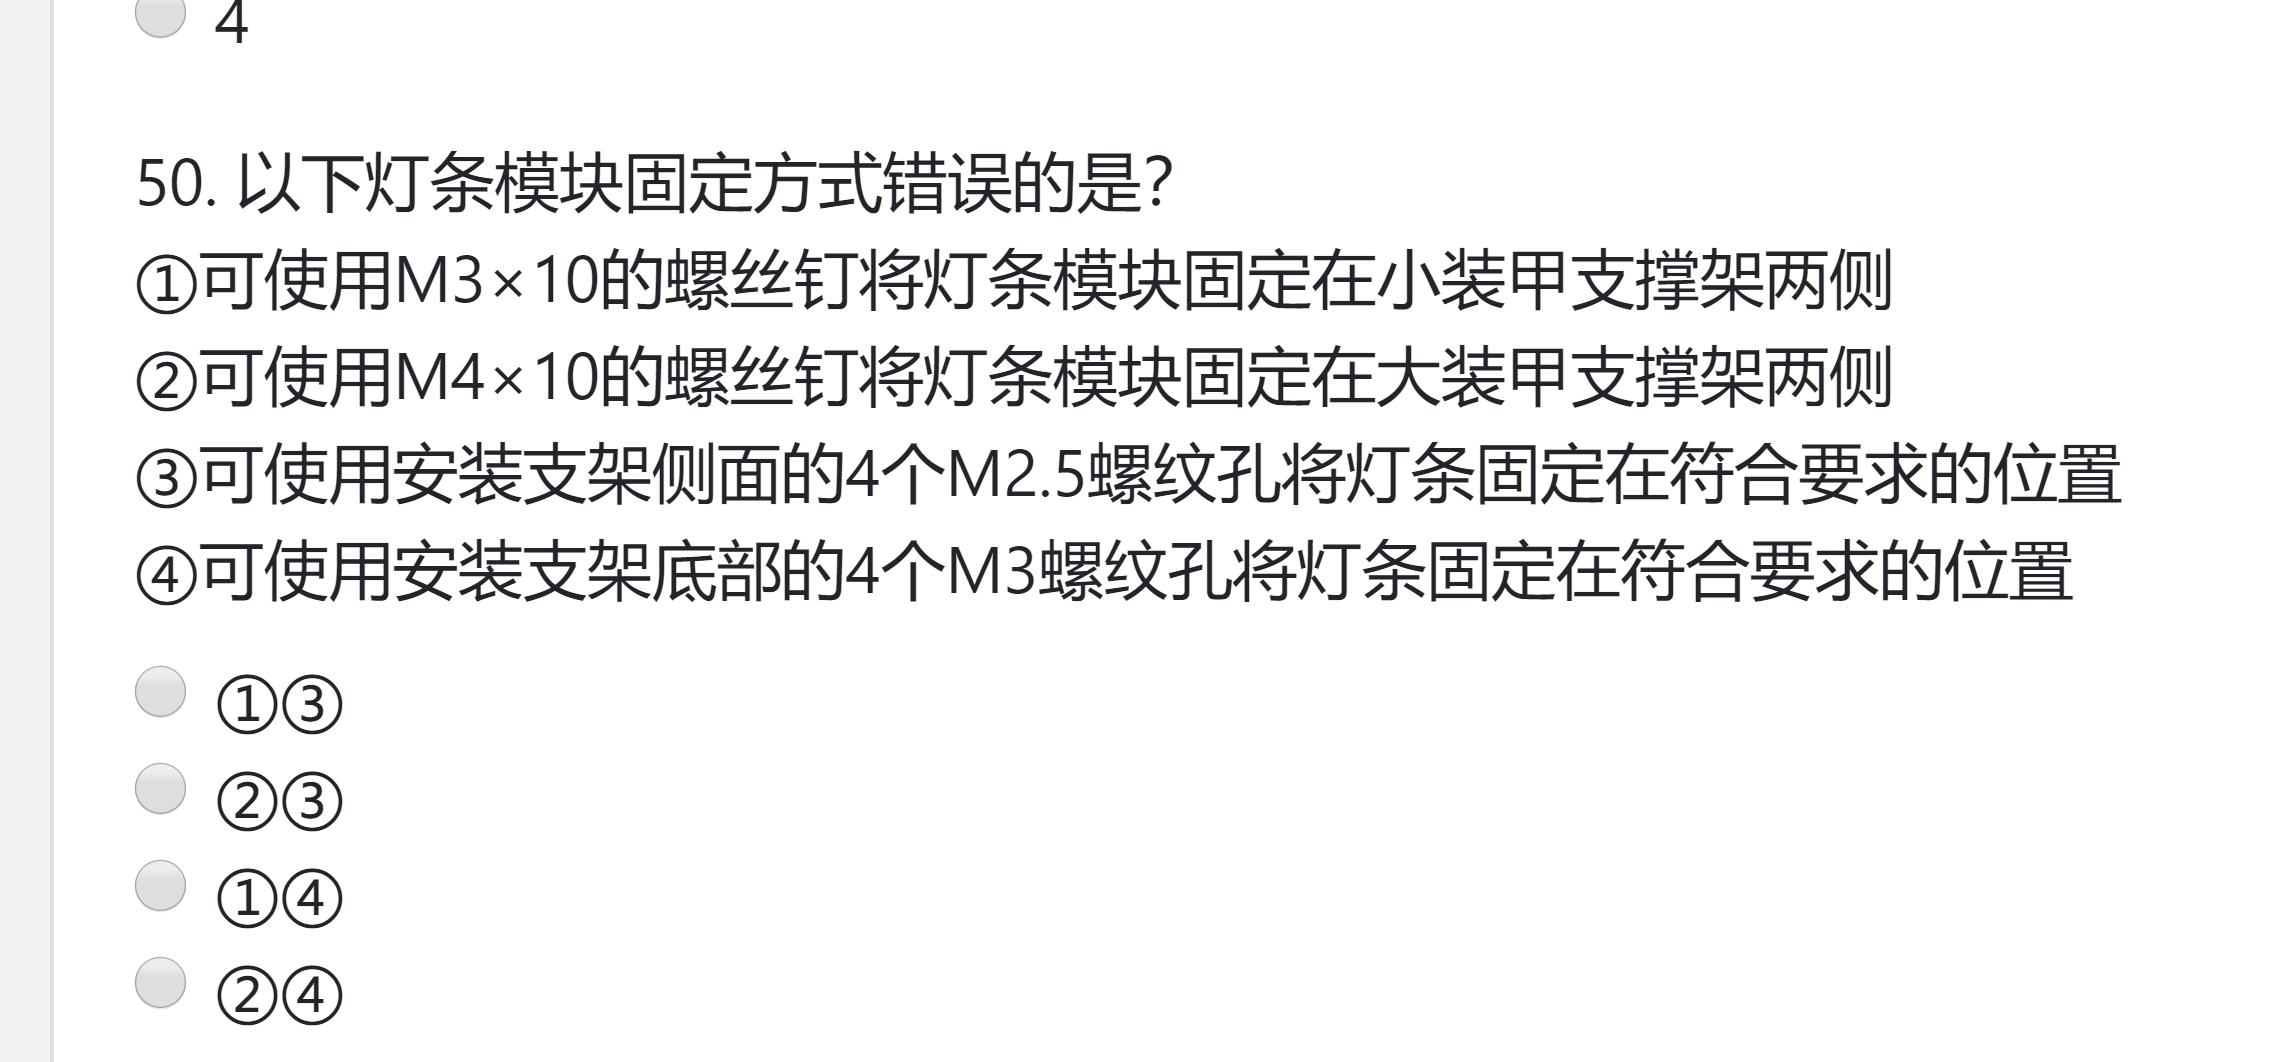 4
50. 以下灯条模块固定方式错误的是？
①可使用M3×10的螺丝钉将灯条模块固定在小装甲支撑架两侧
②可使用M4×10的螺丝钉将灯条模块固定在大装甲支撑架两侧
③可使用安装支架侧面的4个M2.5螺纹孔将灯条固定在符合要求的位置
④可使用安装支架底部的4个M3螺纹孔将灯条固定在符合要求的位置
①③
②③
①④
②④